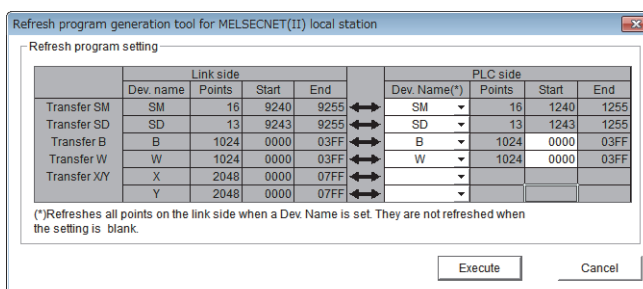 Refresh program generation tool for MELSECNET(II) local station
Refresh program setting
Link side PLC side
Dev. name Points Start End Dev. Name(*) Points Start End
Transfer SM SM 16 9240 9255 SM 16 1240 1255
Transfer SD SD 13 9243 9255 SD 13 1243 1255
Transfer B B 1024 0000 03FF B 1024 0000 03FF
Transfer W W 1024 0000 03FF W 1024 0000 03FF
Transfer X/Y X 2048 0000 07FF
Y 2048 0000 07FF
(*)Refreshes all points on the link side when a Dev. Name is set. They are not refreshed when
the setting is blank.
Execute Cancel